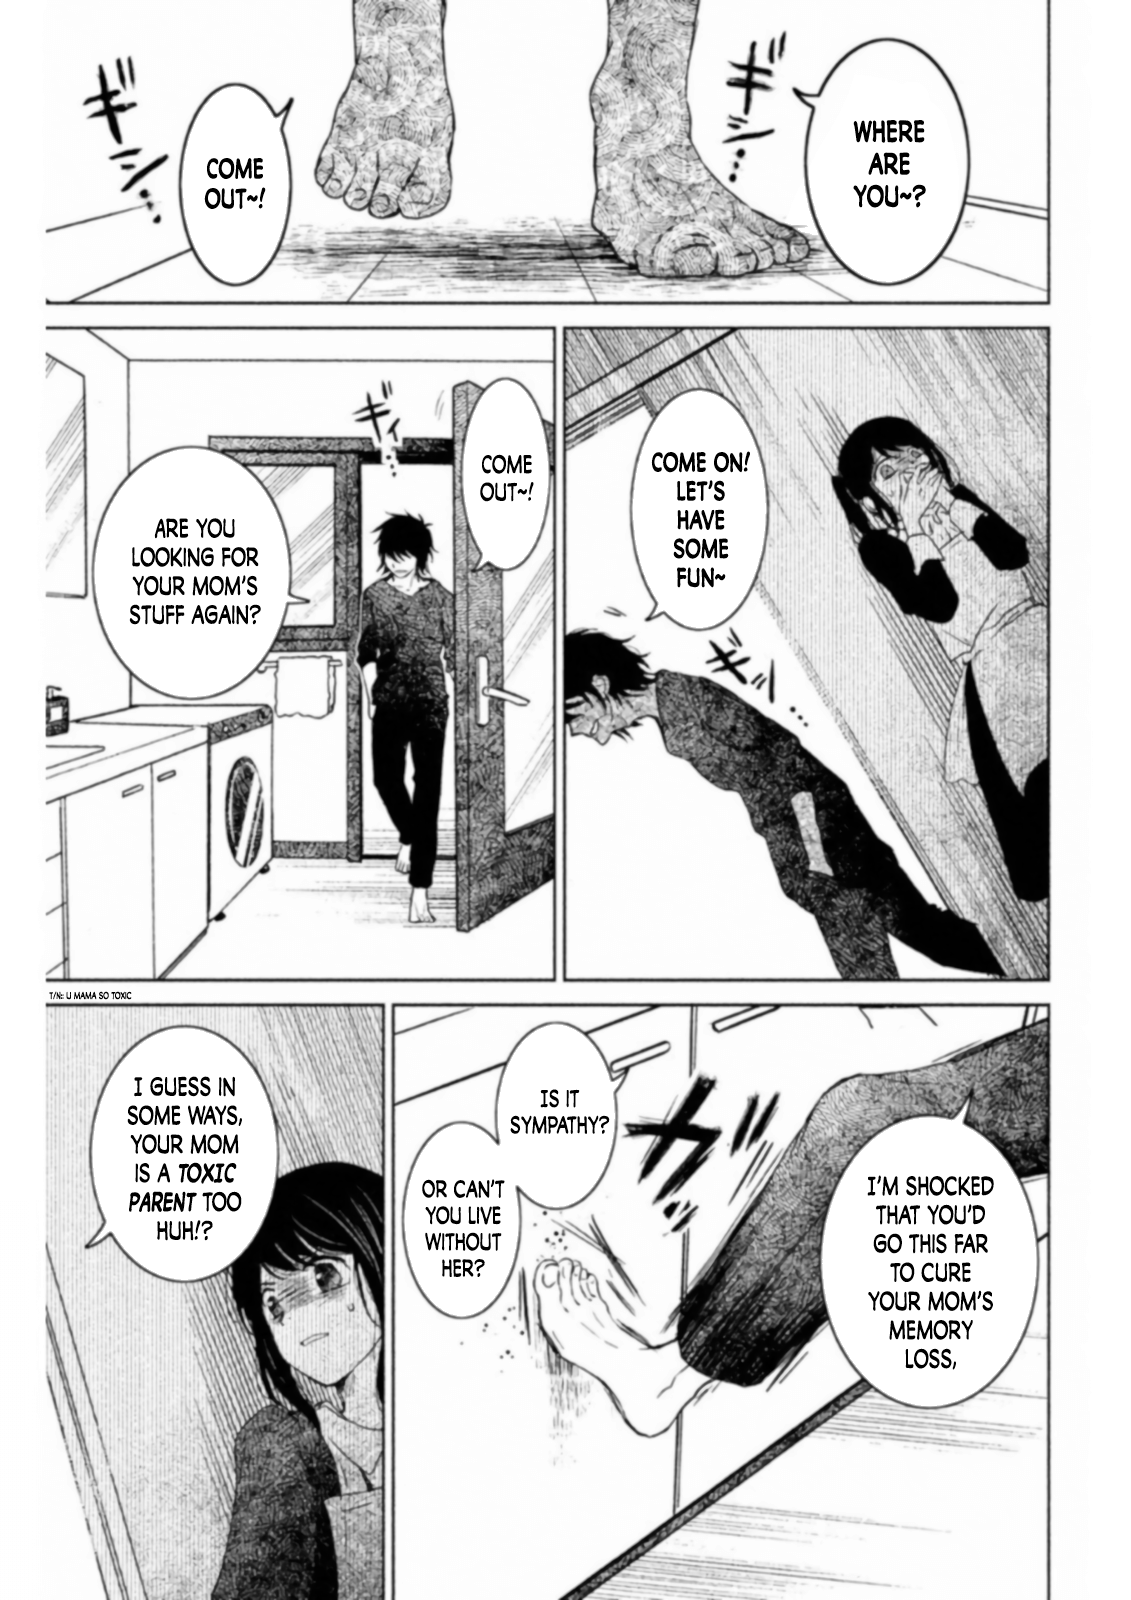 WHERE
ARE
YOU~?
ギシ…
COME
OUT~!
ギシ…
COME ON!
LET'S
HAVE
SOME
FUN~
ギシ…
COME
OUT~!
ギィ…
ARE YOU
LOOKING FOR
YOUR MOM'S
STUFF AGAIN?
T/N: U MAMA SO TOXIC
I'M SHOCKED
THAT YOU'D
GO THIS FAR
TO CURE
YOUR MOM'S
MEMORY
LOSS,
IS IT
SYMPATHY?
OR CAN'T
YOU LIVE
WITHOUT
HER?
I GUESS IN
SOME WAYS,
YOUR MOM
IS A TOXIC
PARENT TOO
HUH!?